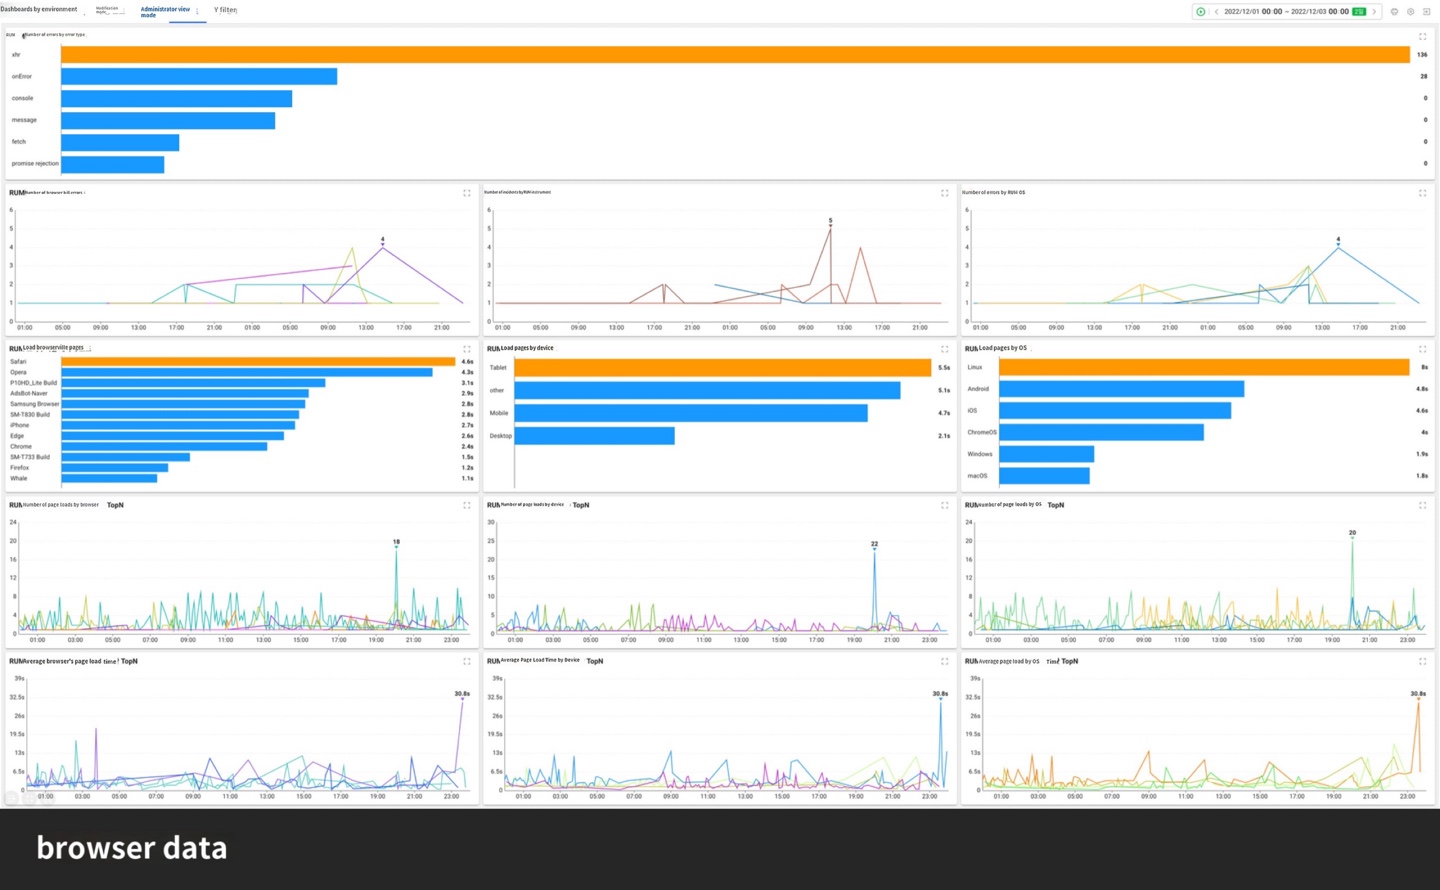 Dashboards by environment
Modification
Administrator view
mode
Y filter
2022/12/01 00:00 ~ 2022/12/03 00:00
RUM Number of errors by error type
xhr 136
onError 28
console 0
message 0
fetch 0
promise rejection 0
RUM Number of browser
6
5
4
3
2
1
0
4
01:00 05:00 09:00 13:00 17:00 21:00 01:00 05:00 09:00 13:00 17:00 21:00
Number of incidents by RUM instrument
6
5
4
3
2
1
0
5
01:00 05:00 09:00 13:00 17:00 21:00 01:00 05:00 09:00 13:00 17:00 21:00
Number of errors by RUM OS
6
5
4
3
2
1
0
4
01:00 05:00 09:00 13:00 17:00 21:00 01:00 05:00 09:00 13:00 17:00 21:00
Safari 4.6s
Opera 4.3s
P10HD_Lite Build 3.1s
AdsBot-Naver 2.9s
Samsung Browser 2.8s
SM-T830 Build 2.8s
iPhone 2.7s
Edge 2.6s
Chrome 2.4s
SM-T733 Build 1.5s
Firefox 1.2s
Whale 1.1s
RUM Load pages by device
Tablet 5.5s
other 5.1s
Mobile 4.7s
Desktop 2.1s
RUM Load pages by OS
Linux 8s
Android 4.8s
iOS 4.6s
ChromeOS 4s
Windows 1.9s
macOS 1.8s
RUM Number of page loads by browser TopN
24
20
16
12
8
4
0
18
01:00 03:00 05:00 07:00 09:00 11:00 13:00 15:00 17:00 19:00 21:00 23:00
RUM Number of page loads by device : TopN
30
25
20
15
10
5
0
22
01:00 03:00 05:00 07:00 09:00 11:00 13:00 15:00 17:00 19:00 21:00 23:00
RUM Number of page loads by OS TopN
24
20
16
12
8
4
0
20
01:00 03:00 05:00 07:00 09:00 11:00 13:00 15:00 17:00 19:00 21:00 23:00
RUM Average browser's page load time TopN
39s
32.5s
26s
19.5s
13s
6.5s
0
30.8s
01:00 03:00 05:00 07:00 09:00 11:00 13:00 15:00 17:00 19:00 21:00 23:00
RUM Average Page Load Time by Device TopN
39s
32.5s
26s
19.5s
13s
6.5s
0
30.8s
01:00 03:00 05:00 07:00 09:00 11:00 13:00 15:00 17:00 19:00 21:00 23:00
RUM Average page load by OS Time TopN
39s
32.5s
26s
19.5s
13s
6.5s
0
30.8s
01:00 03:00 05:00 07:00 09:00 11:00 13:00 15:00 17:00 19:00 21:00 23:00
browser data